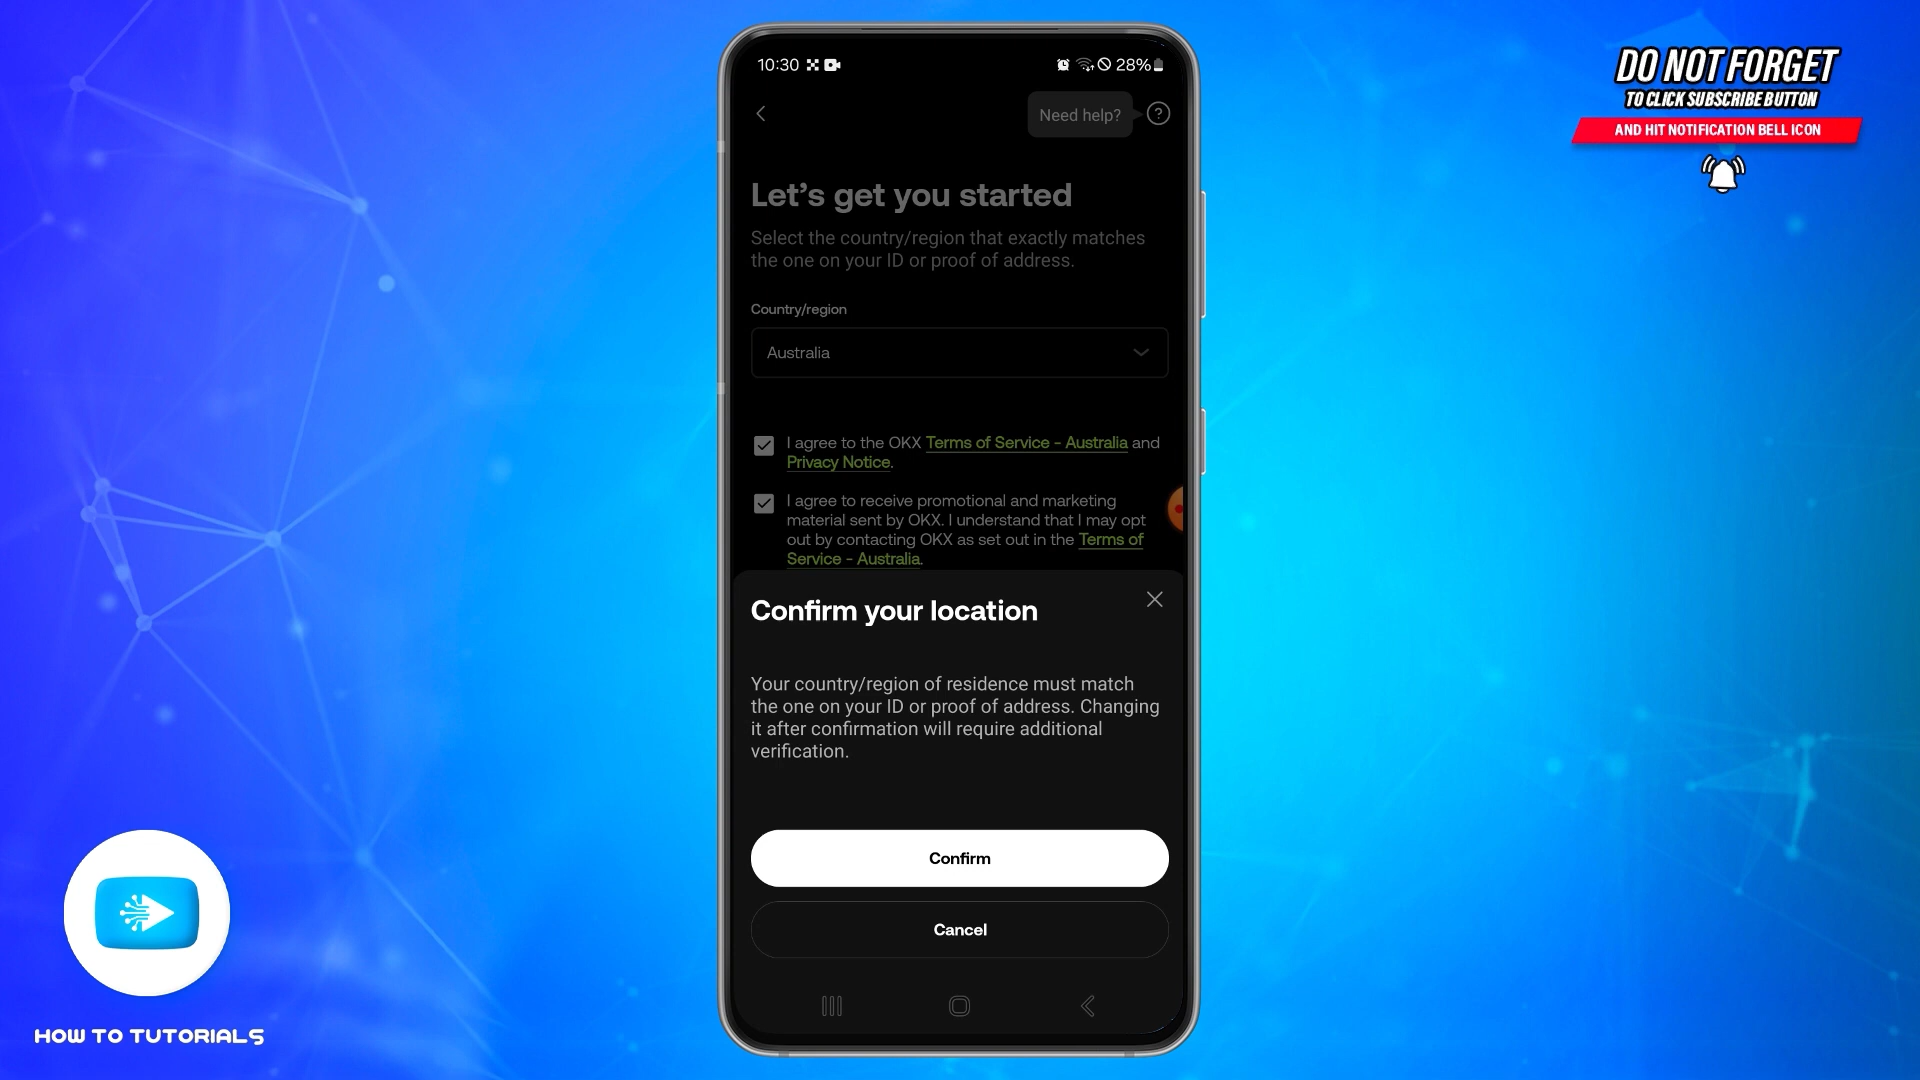 10:30
28%
Need help?
Let's get you started
Select the country/region that exactly matches
the one on your ID or proof of address.
Country/region
Australia
I agree to the OKX Terms of Service - Australia and
Privacy Notice.
I agree to receive promotional and marketing
material sent by OKX. I understand that I may opt
out by contacting OKX as set out in the Terms of
Service - Australia.
Confirm your location
Your country/region of residence must match
the one on your ID or proof of address. Changing
it after confirmation will require additional
verification.
Confirm
Cancel
DO NOT FORGET
TO CLICK SUBSCRIBE BUTTON
AND HIT NOTIFICATION BELL ICON
HOW TO TUTORIALS